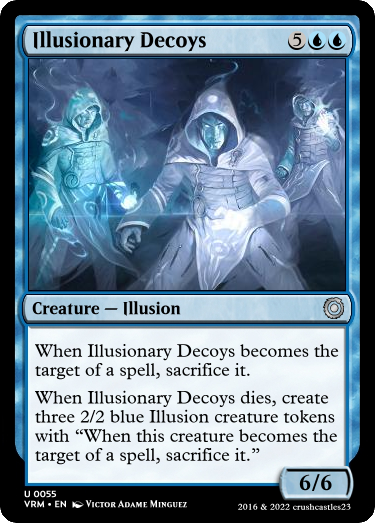 Illusionary Decoys 5
Creature — Illusion
When Illusionary Decoys becomes the
target of a spell, sacrifice it.
When Illusionary Decoys dies, create
three 2/2 blue Illusion creature tokens
with “When this creature becomes the
target of a spell, sacrifice it.”
6/6
U 0055
VRM • EN Victor Adame Minguez
2016 & 2022 crushcastles23